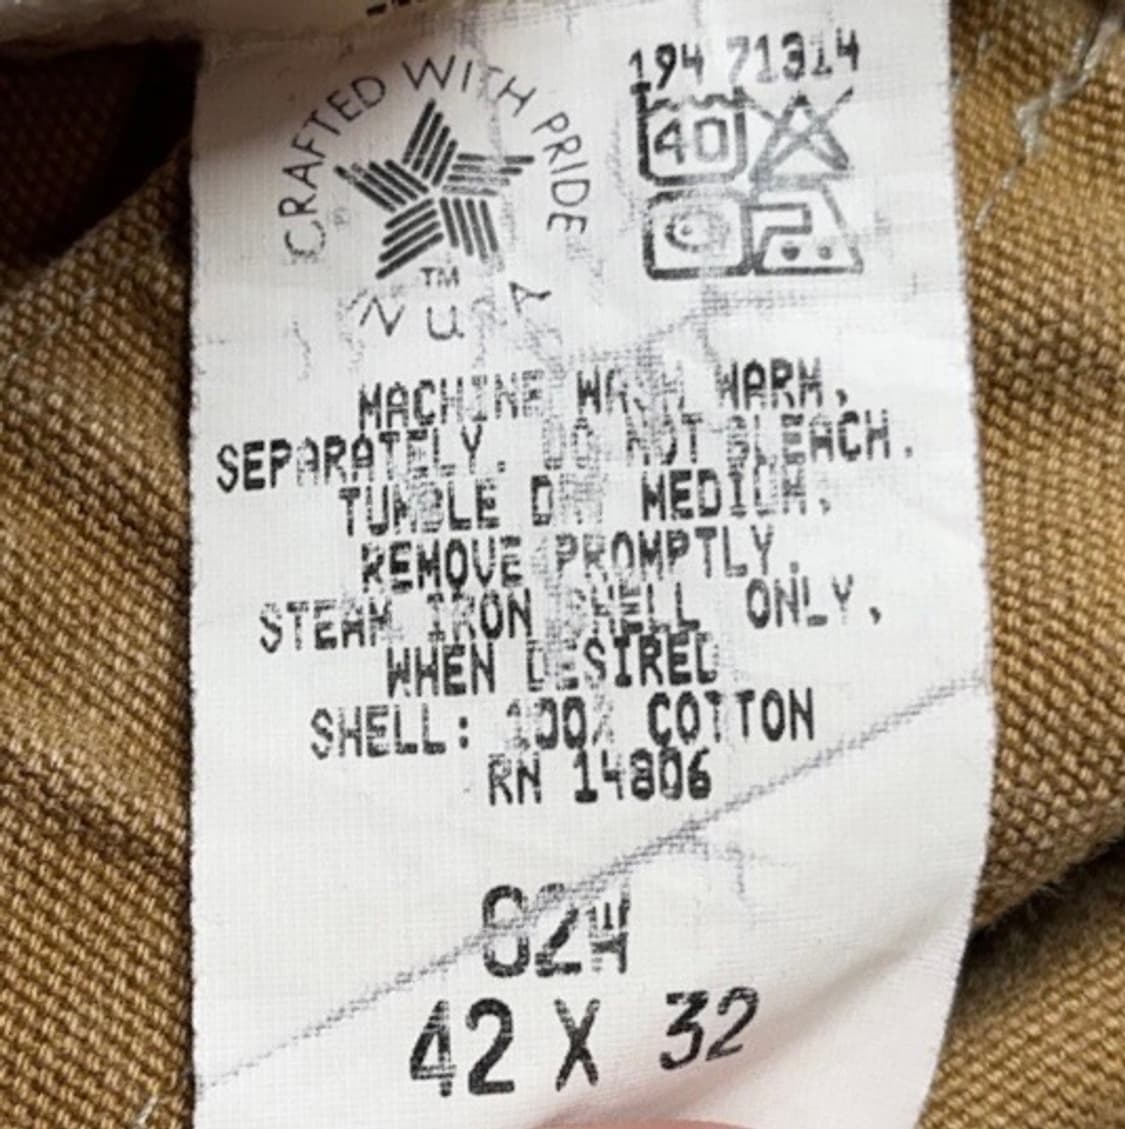 CRAFTED WITH PRIDE
®
TM
IN U.S.A
194 71314
40
MACHINE WASH WARM,
SEPARATELY. DO NOT BLEACH.
TUMBLE DRY MEDIUM,
REMOVE PROMPTLY.
STEAM IRON SHELL ONLY,
WHEN DESIRED
SHELL: 100% COTTON
RN 14806
42 X 32